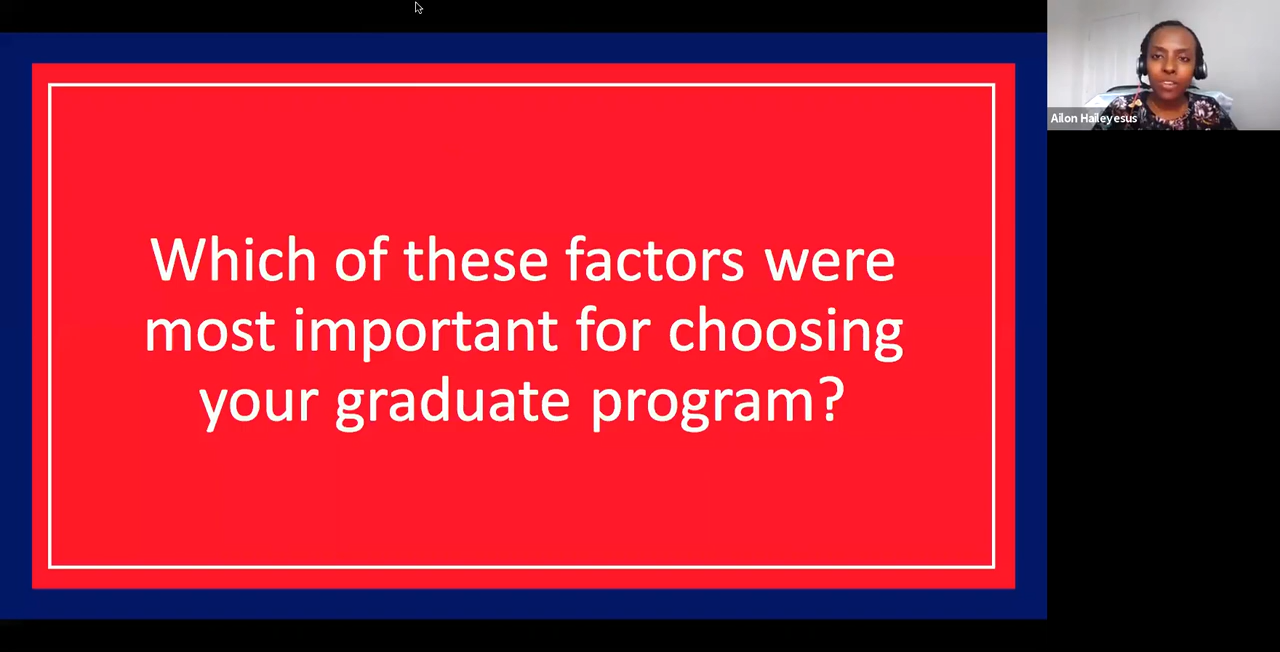 Which of these factors were
most important for choosing
your graduate program?
Ailon Haileyesus